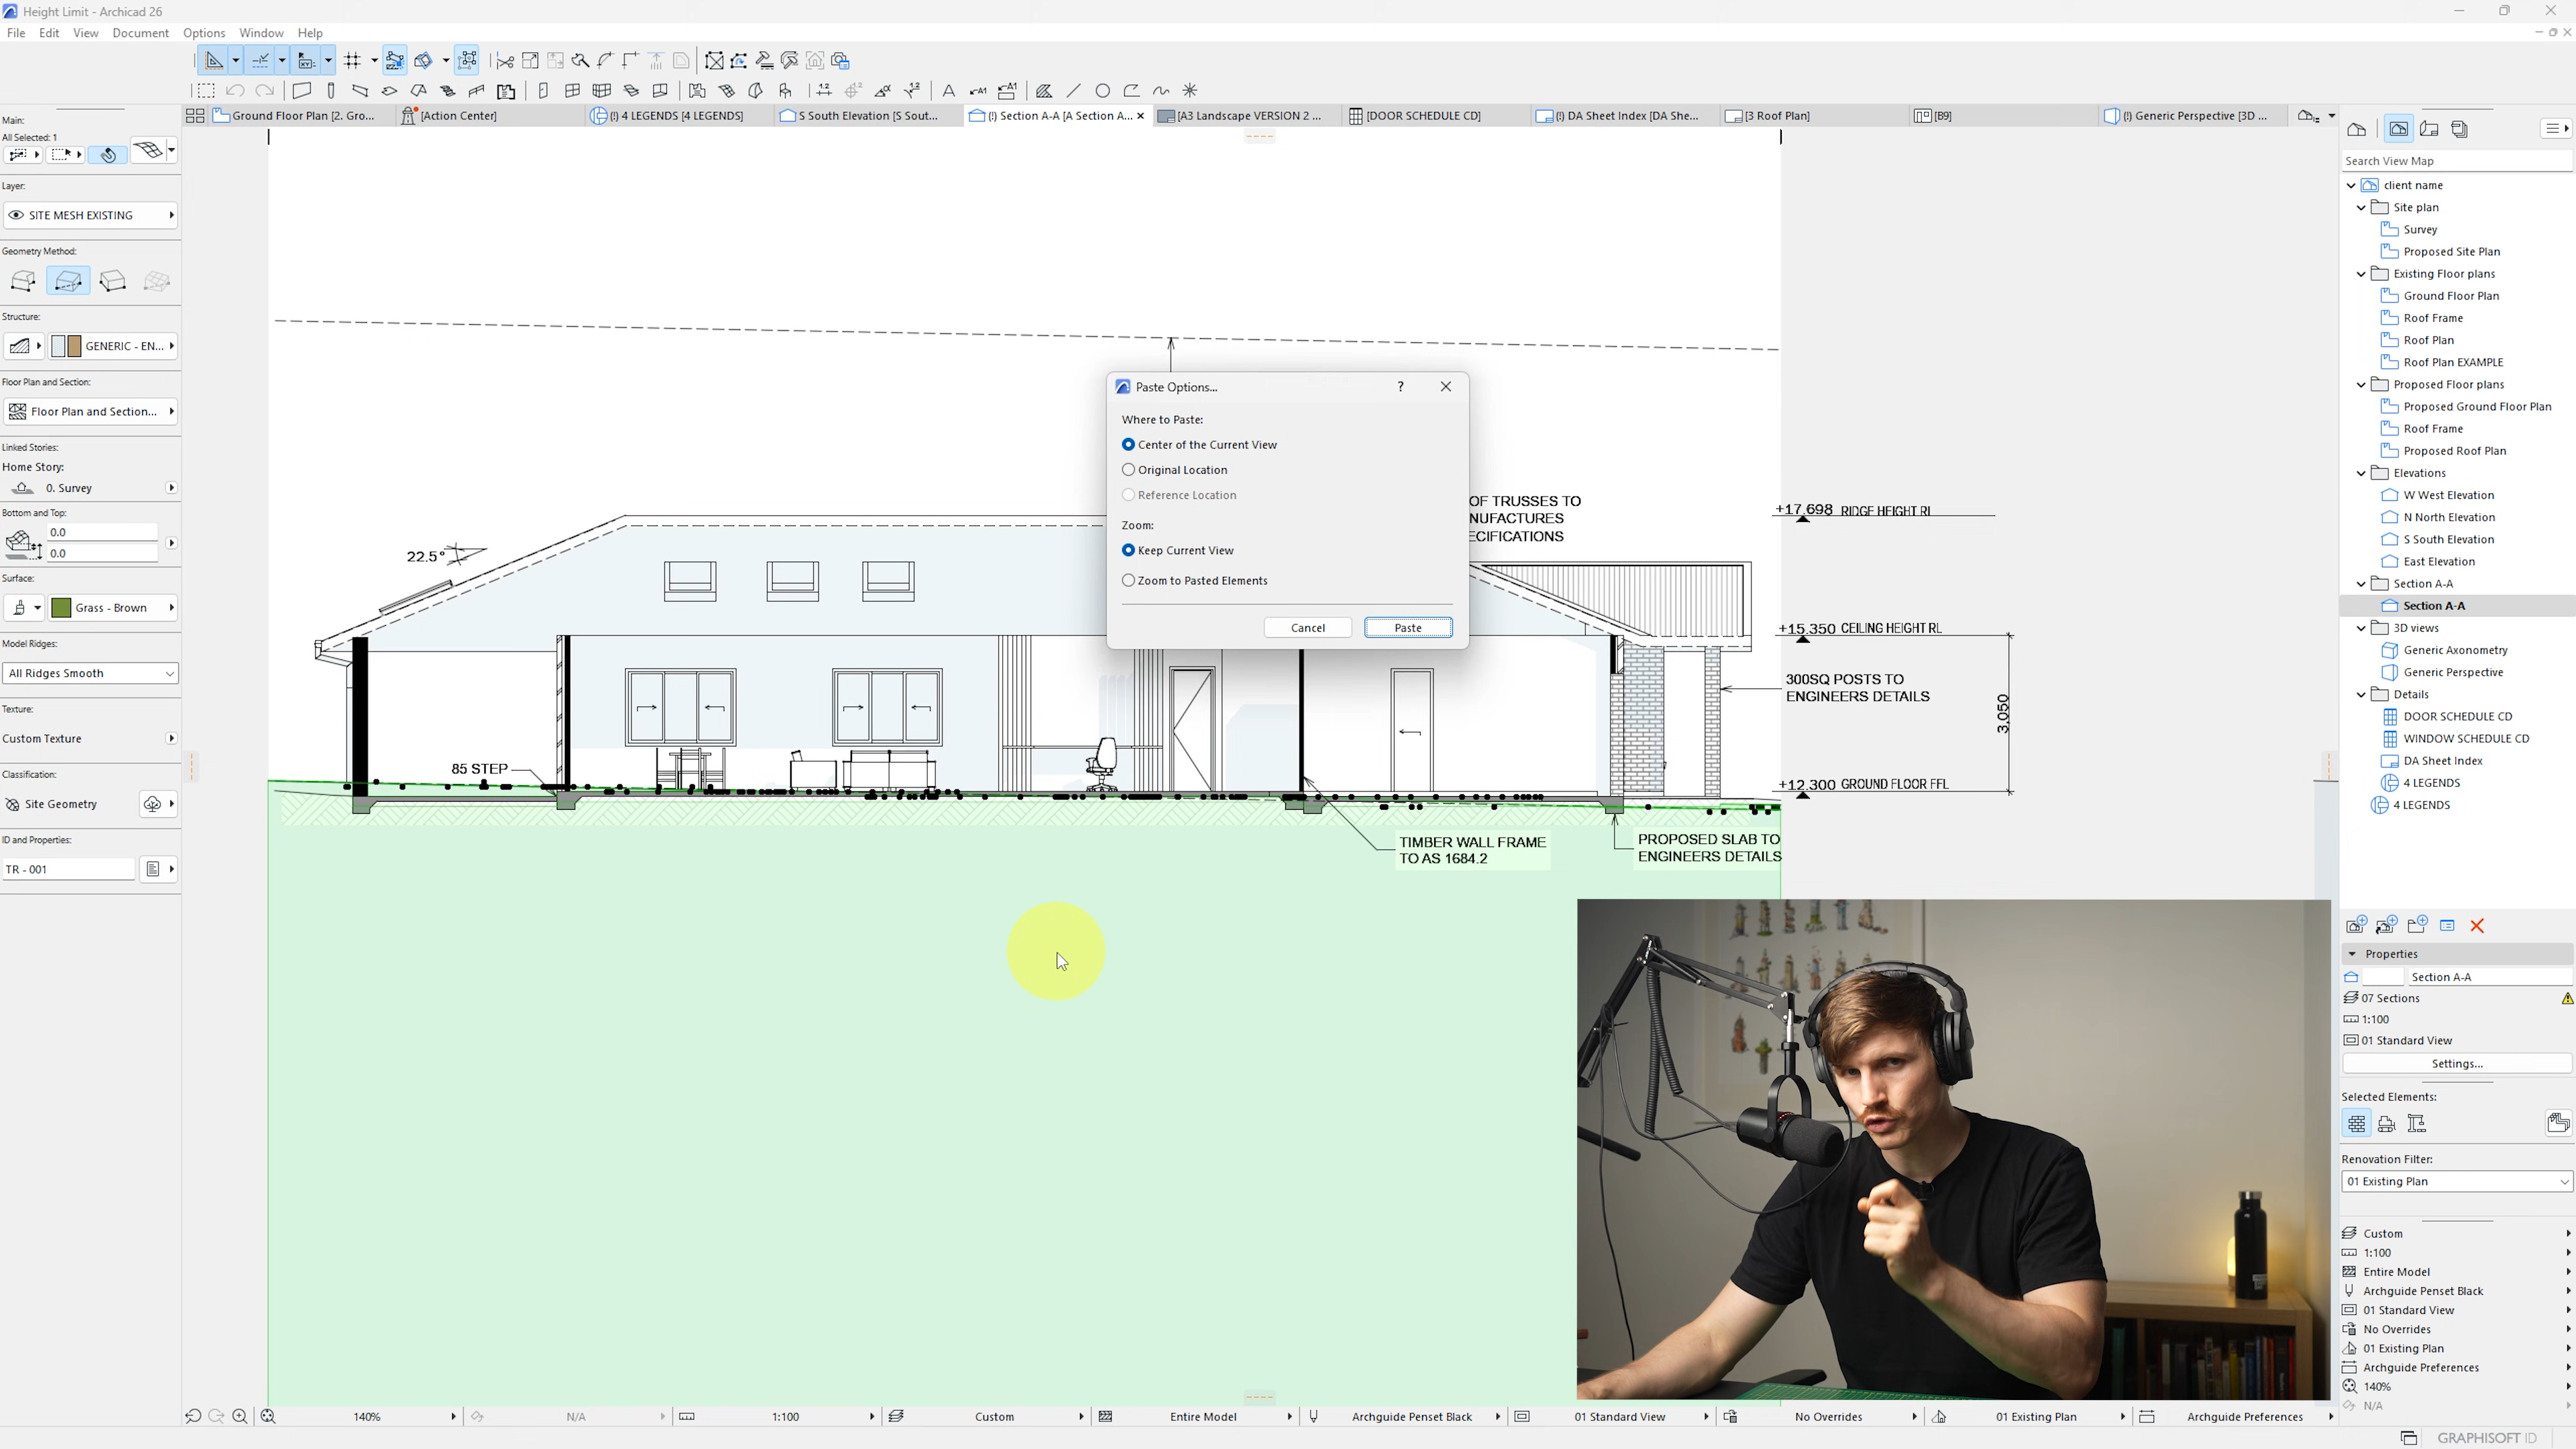 Height Limit - Archicad 26
File Edit View Document Options Window Help
Ground Floor Plan [2. Gro...
[Action Center]
(!) 4 LEGENDS [4 LEGENDS]
S South Elevation [S Sout...
(!) Section A-A [A Section A...
[A3 Landscape VERSION 2 ...
[DOOR SCHEDULE CD]
(!) DA Sheet Index [DA She...
[3 Roof Plan]
[B9]
(!) Generic Perspective [3D ...
Main:
All Selected: 1
Layer:
SITE MESH EXISTING
Geometry Method:
Structure:
GENERIC - EN...
Floor Plan and Section:
Floor Plan and Section...
Linked Stories:
Home Story:
0. Survey
Bottom and Top:
0.0
0.0
Surface:
Grass - Brown
Model Ridges:
All Ridges Smooth
Texture:
Custom Texture
Classification:
Site Geometry
ID and Properties:
TR - 001
22.5°
85 STEP
Paste Options...
?
Where to Paste:
Center of the Current View
Original Location
Reference Location
Zoom:
Keep Current View
Zoom to Pasted Elements
Cancel
Paste
OF TRUSSES TO
NUFACTURES
ECIFICATIONS
+17.698 RIDGE HEIGHT RL
+15.350 CEILING HEIGHT RL
300SQ POSTS TO
ENGINEERS DETAILS
3,050
+12.300 GROUND FLOOR FFL
TIMBER WALL FRAME
TO AS 1684.2
PROPOSED SLAB TO
ENGINEERS DETAILS
Search View Map
client name
Site plan
Survey
Proposed Site Plan
Existing Floor plans
Ground Floor Plan
Roof Frame
Roof Plan
Roof Plan EXAMPLE
Proposed Floor plans
Proposed Ground Floor Plan
Roof Frame
Proposed Roof Plan
Elevations
W West Elevation
N North Elevation
S South Elevation
East Elevation
Section A-A
Section A-A
3D views
Generic Axonometry
Generic Perspective
Details
DOOR SCHEDULE CD
WINDOW SCHEDULE CD
DA Sheet Index
4 LEGENDS
4 LEGENDS
Properties
Section A-A
07 Sections
1:100
01 Standard View
Settings...
Selected Elements:
Renovation Filter:
01 Existing Plan
Custom
1:100
Entire Model
Archguide Penset Black
01 Standard View
No Overrides
01 Existing Plan
Archguide Preferences
140%
N/A
140%
N/A
1:100
Custom
Entire Model
Archguide Penset Black
01 Standard View
No Overrides
01 Existing Plan
Archguide Preferences
GRAPHISOFT ID